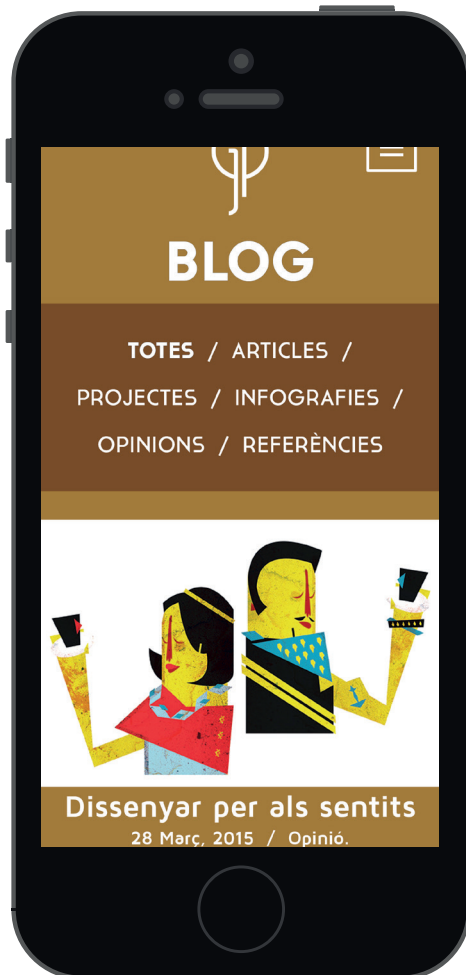 BLOG
TOTES / ARTICLES /
PROJECTES / INFOGRAFIES /
OPINIONS / REFERÈNCIES
Dissenyar per als sentits
28 Març, 2015 / Opinió.